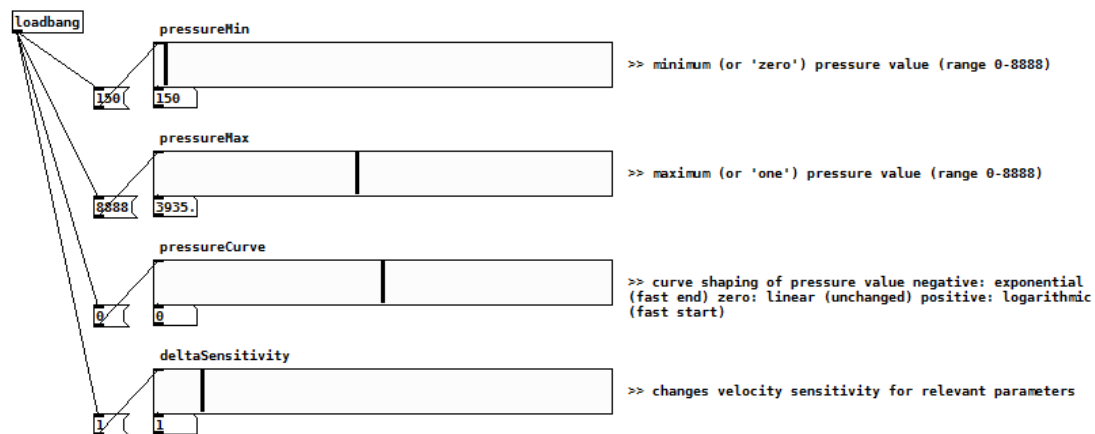 loadbang
pressureMin
>> minimum (or 'zero') pressure value (range 0-8888)
150
150
pressureMax
>> maximum (or 'one') pressure value (range 0-8888)
8888
3935.
pressureCurve
>> curve shaping of pressure value negative: exponential
(fast end) zero: linear (unchanged) positive: logarithmic
(fast start)
0
0
deltaSensitivity
>> changes velocity sensitivity for relevant parameters
1
1